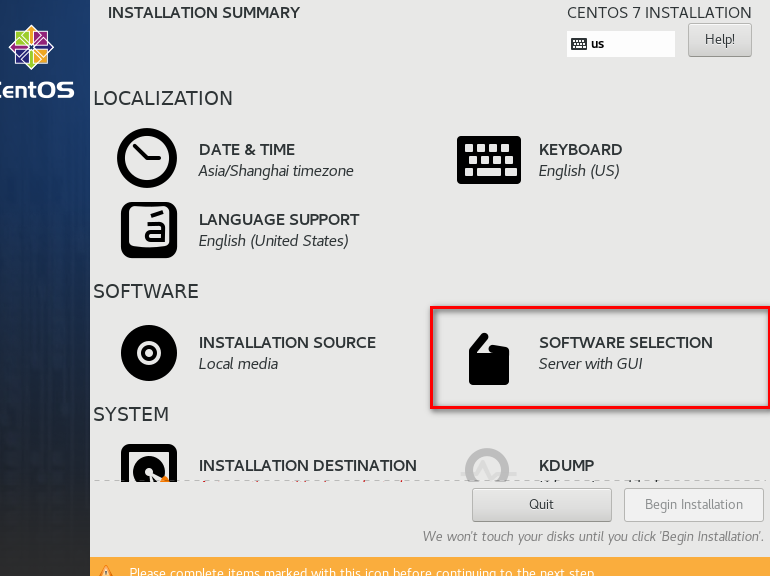 INSTALLATION SUMMARY
CENTOS 7 INSTALLATION
us
Help!
CentOS
LOCALIZATION
DATE & TIME
Asia/Shanghai timezone
KEYBOARD
English (US)
LANGUAGE SUPPORT
English (United States)
SOFTWARE
INSTALLATION SOURCE
Local media
SOFTWARE SELECTION
Server with GUI
SYSTEM
INSTALLATION DESTINATION
KDUMP
Quit
Begin Installation
We won't touch your disks until you click 'Begin Installation'.
Please complete items marked with this icon before continuing to the next step.